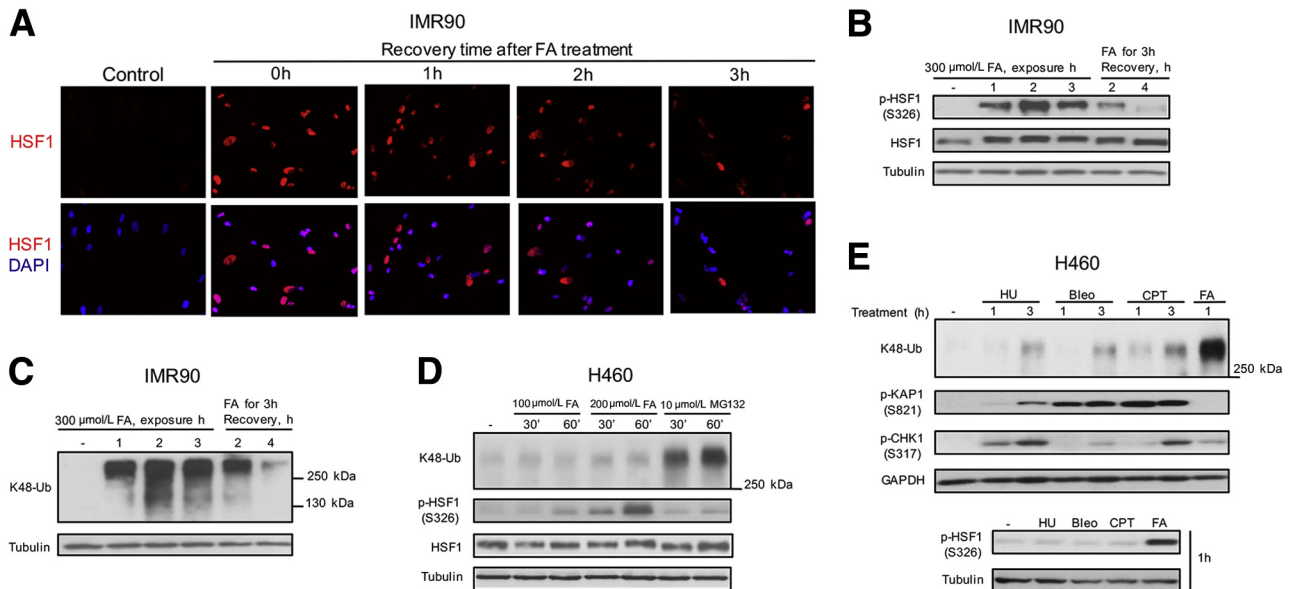 A
IMR90
Recovery time after FA treatment
Control 0h 1h 2h 3h
HSF1
HSF1
DAPI
B
IMR90
300 µmol/L FA, exposure h
FA for 3h
Recovery, h
- 1 2 3 2 4
p-HSF1
(S326)
HSF1
Tubulin
C
IMR90
300 µmol/L FA, exposure h
FA for 3h
Recovery, h
- 1 2 3 2 4
K48-Ub
250 kDa
130 kDa
Tubulin
D
H460
100 µmol/L FA 200 µmol/L FA 10 µmol/L MG132
- 30' 60' 30' 60' 30' 60'
K48-Ub
250 kDa
p-HSF1
(S326)
HSF1
Tubulin
E
H460
HU Bleo CPT FA
Treatment (h) - 1 3 1 3 1 3 1
K48-Ub
250 kDa
p-KAP1
(S821)
p-CHK1
(S317)
GAPDH
- HU Bleo CPT FA
p-HSF1
(S326)
1h
Tubulin